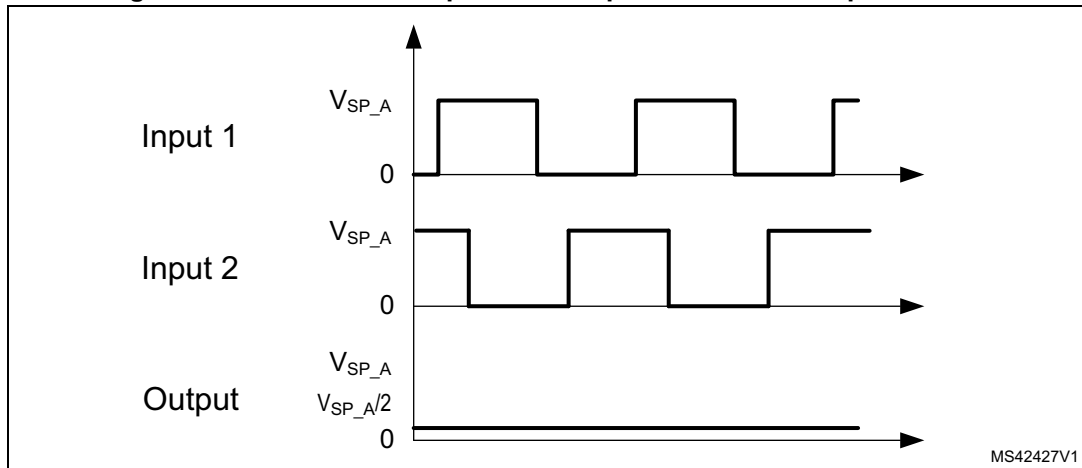 V_SP_A
Input 1
0
V_SP_A
Input 2
0
V_SP_A
Output V_SP_A/2
0
MS42427V1